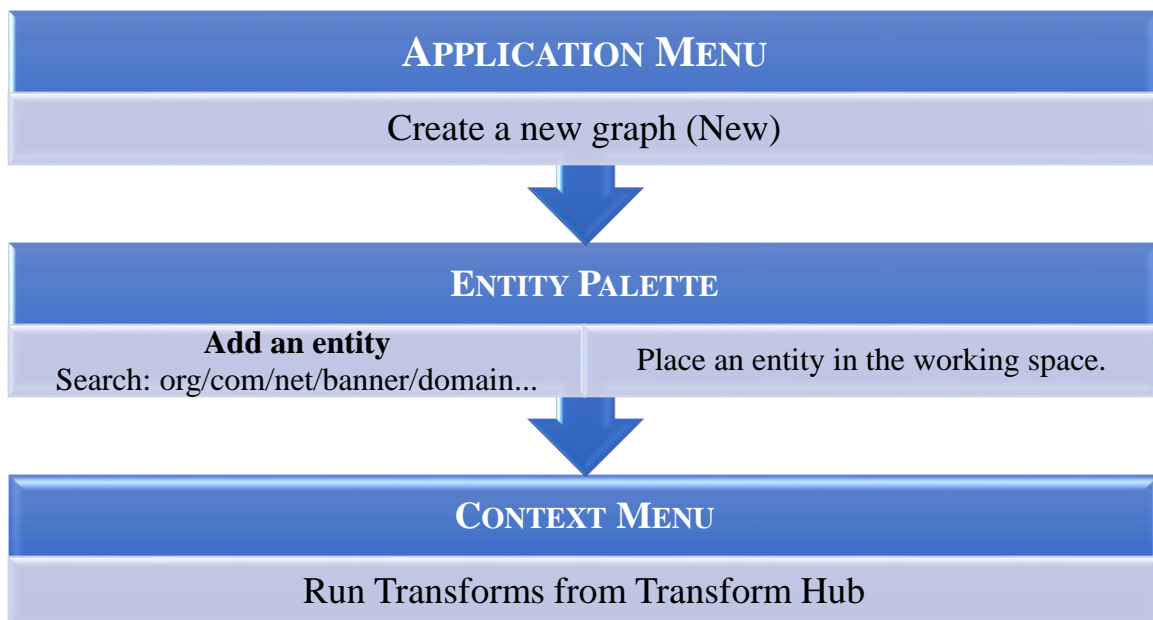 APPLICATION MENU
Create a new graph (New)
ENTITY PALETTE
Add an entity
Search: org/com/net/banner/domain...
Place an entity in the working space.
CONTEXT MENU
Run Transforms from Transform Hub